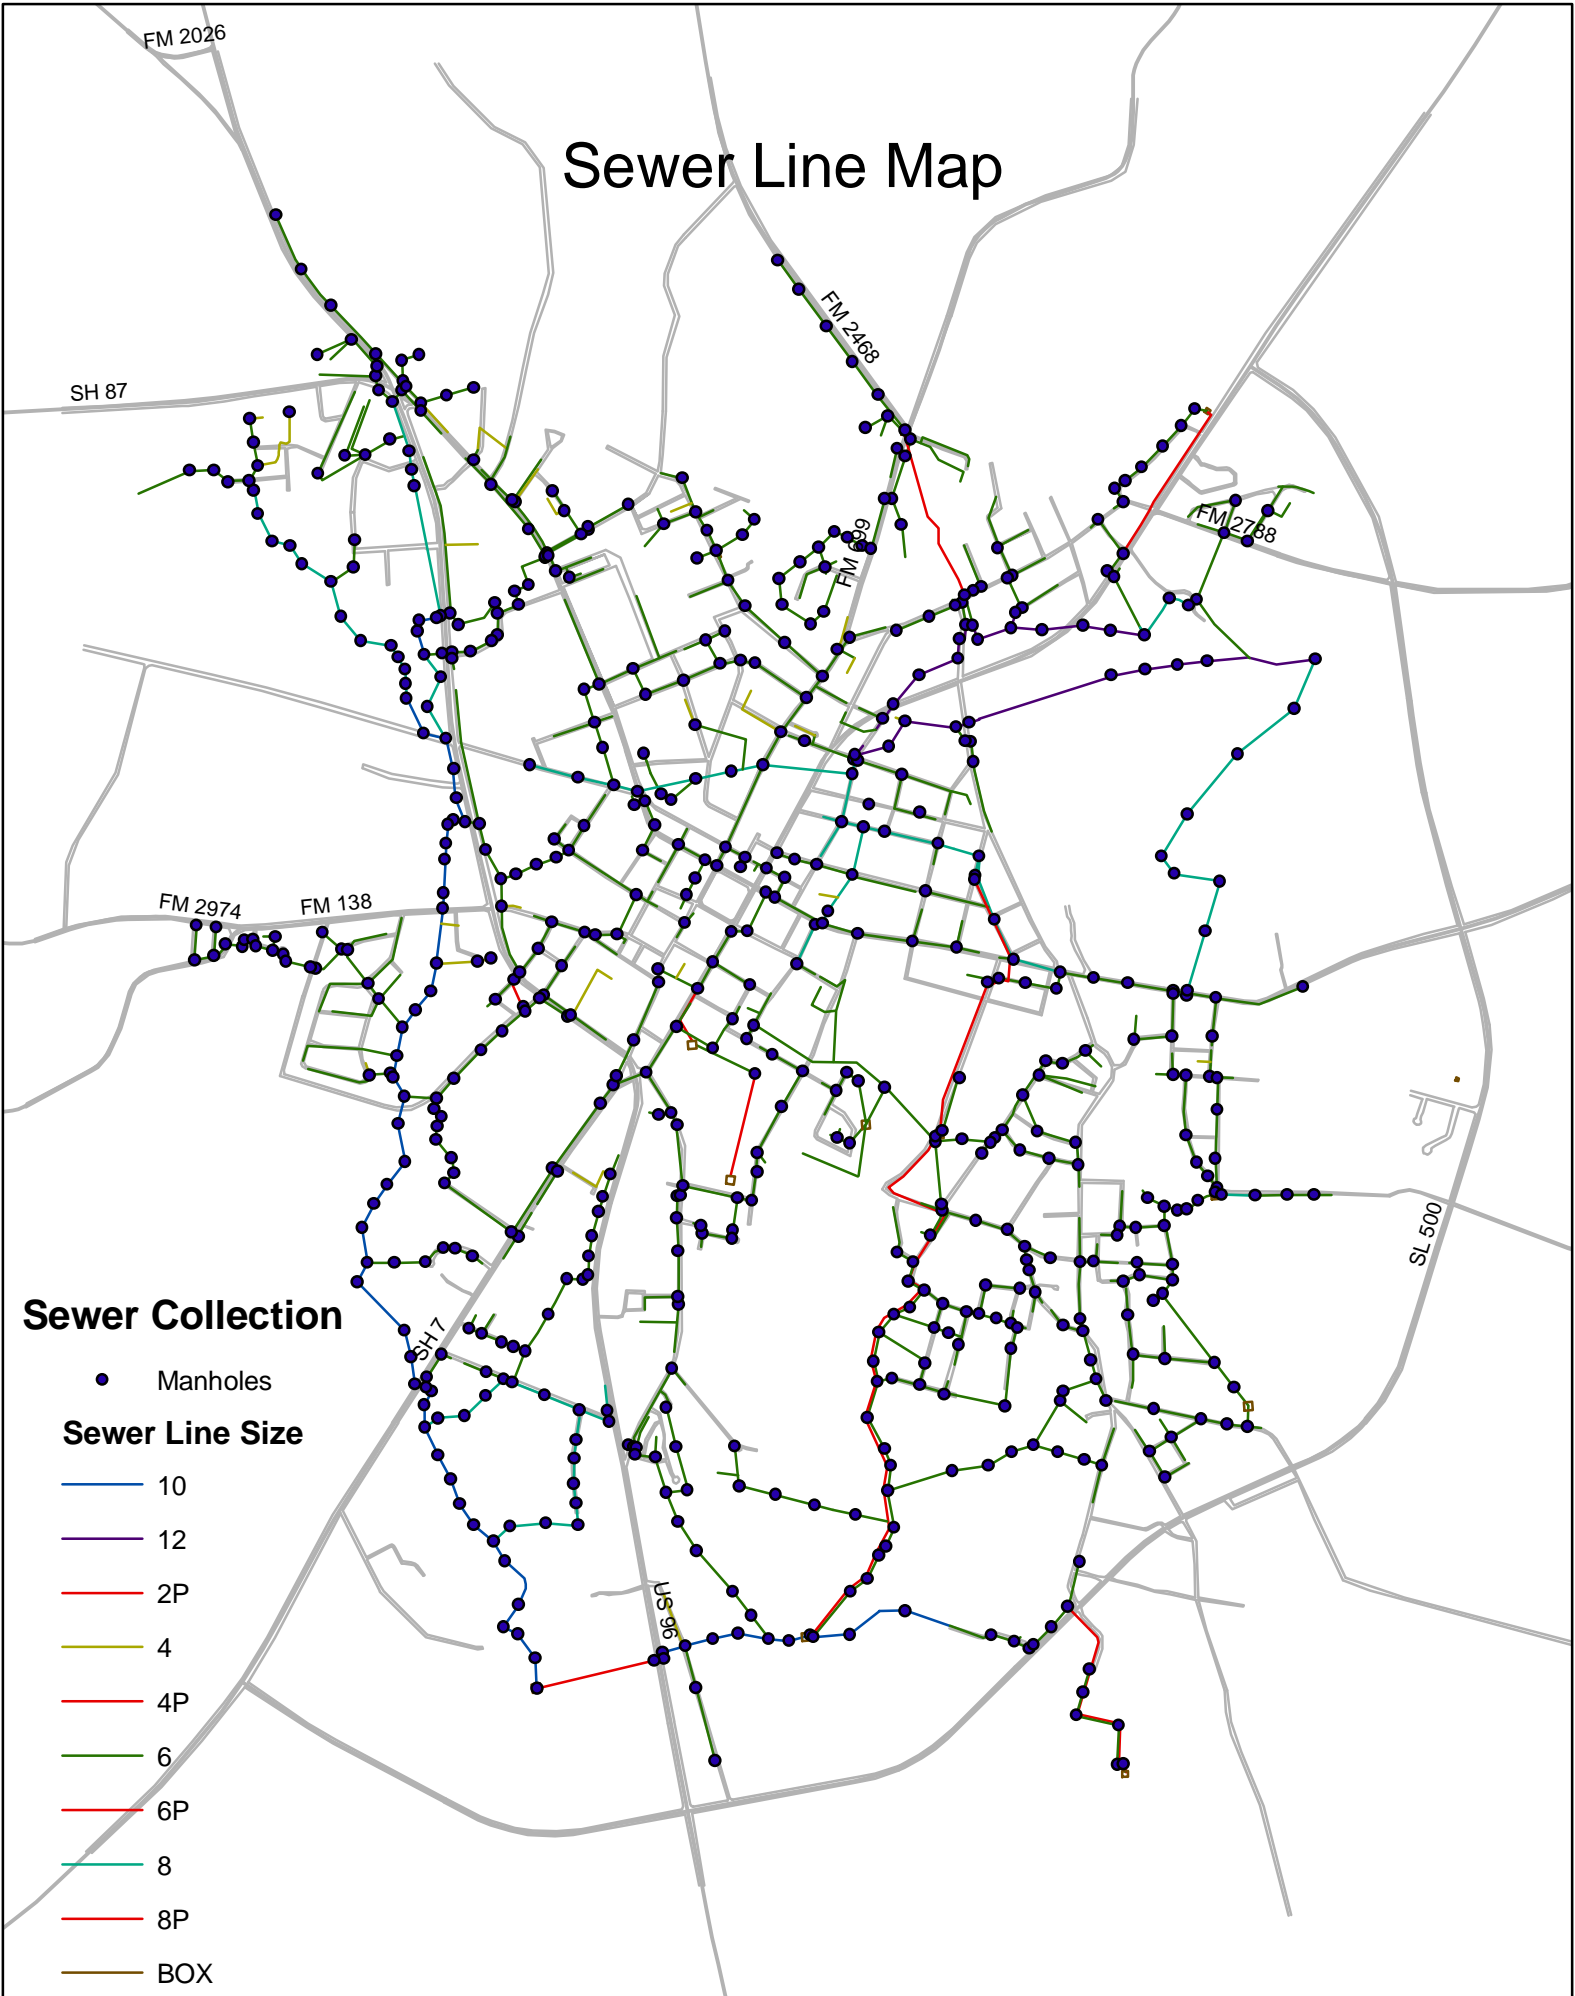 FM 2026
Sewer Line Map
FM 2468
SH 87
FM 2788
FM 699
FM 2974
FM 138
SL 500
Sewer Collection
SH 7
Manholes
Sewer Line Size
10
12
2P
US 96
4
4P
6
6P
8
8P
BOX